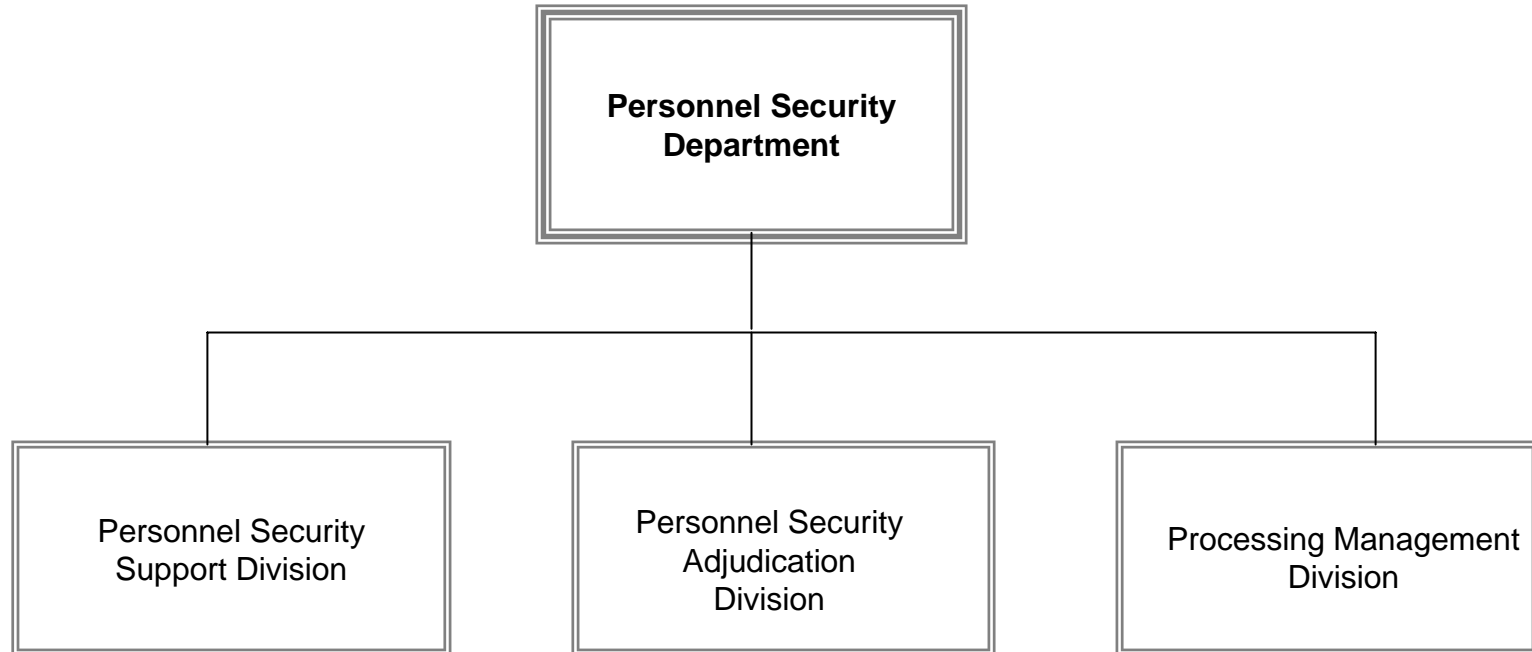 Personnel Security
Department
Personnel Security
Support Division
Personnel Security
Adjudication
Division
Processing Management
Division